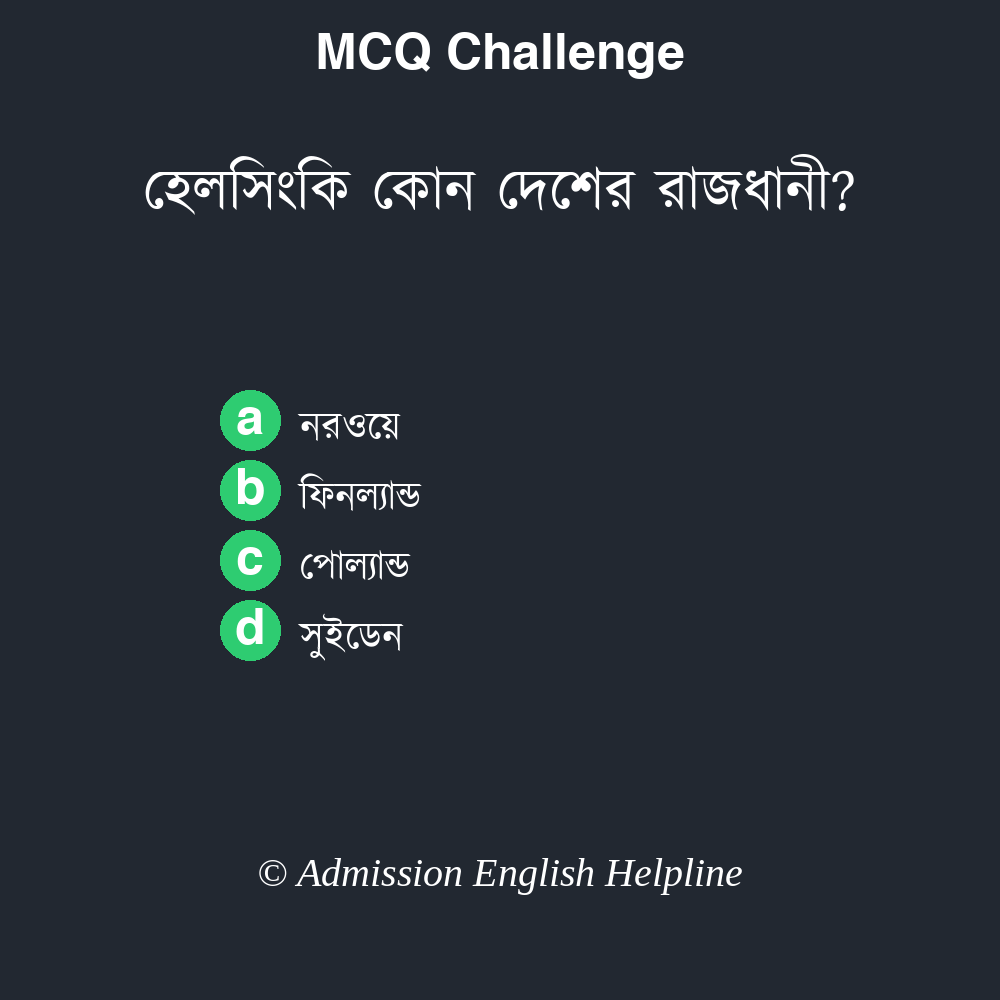 MCQ Challenge
হেলসিংকি কোন দেশের রাজধানী?
a নরওয়ে
b ফিনল্যান্ড
c পোল্যান্ড
d সুইডেন
© Admission English Helpline